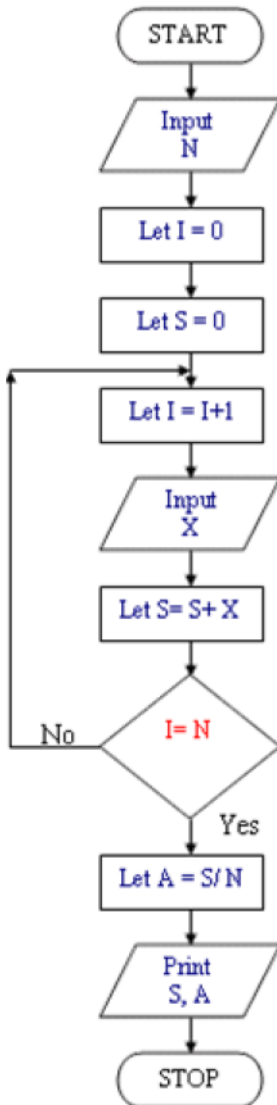 START
Input
N
Let I = 0
Let S = 0
Let I = I+1
Input
X
Let S= S+ X
I= N
No
Yes
Let A = S/ N
Print
S, A
STOP